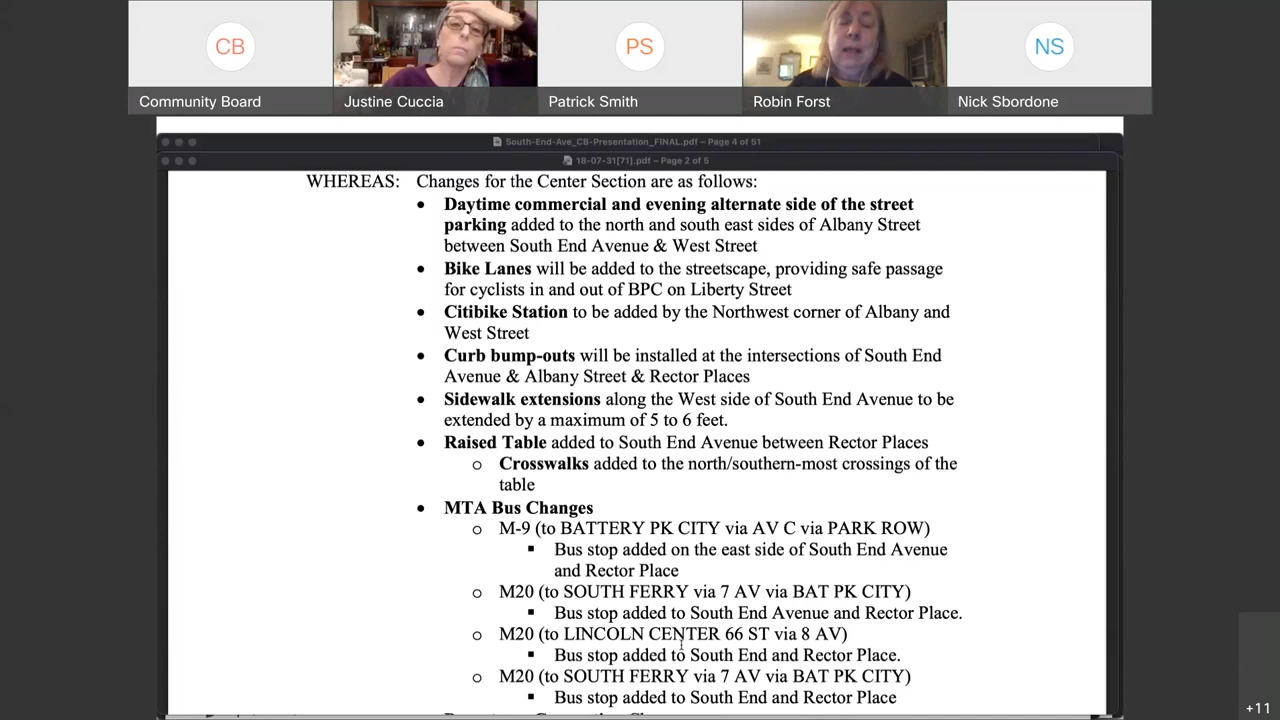 CB
PS
NS
Community Board
Justine Cuccia
Patrick Smith
Robin Forst
Nick Sbordone
South-End-Ave_CB-Presentation_FINAL.pdf – Page 4 of 51
18-07-31[71].pdf – Page 2 of 5
WHEREAS: Changes for the Center Section are as follows:
• Daytime commercial and evening alternate side of the street
parking added to the north and south east sides of Albany Street
between South End Avenue & West Street
• Bike Lanes will be added to the streetscape, providing safe passage
for cyclists in and out of BPC on Liberty Street
• Citibike Station to be added by the Northwest corner of Albany and
West Street
• Curb bump-outs will be installed at the intersections of South End
Avenue & Albany Street & Rector Places
• Sidewalk extensions along the West side of South End Avenue to be
extended by a maximum of 5 to 6 feet.
• Raised Table added to South End Avenue between Rector Places
o Crosswalks added to the north/southern-most crossings of the
table
• MTA Bus Changes
o M-9 (to BATTERY PK CITY via AV C via PARK ROW)
▪ Bus stop added on the east side of South End Avenue
and Rector Place
o M20 (to SOUTH FERRY via 7 AV via BAT PK CITY)
▪ Bus stop added to South End Avenue and Rector Place.
o M20 (to LINCOLN CENTER 66 ST via 8 AV)
▪ Bus stop added to South End and Rector Place.
o M20 (to SOUTH FERRY via 7 AV via BAT PK CITY)
▪ Bus stop added to South End and Rector Place
+11